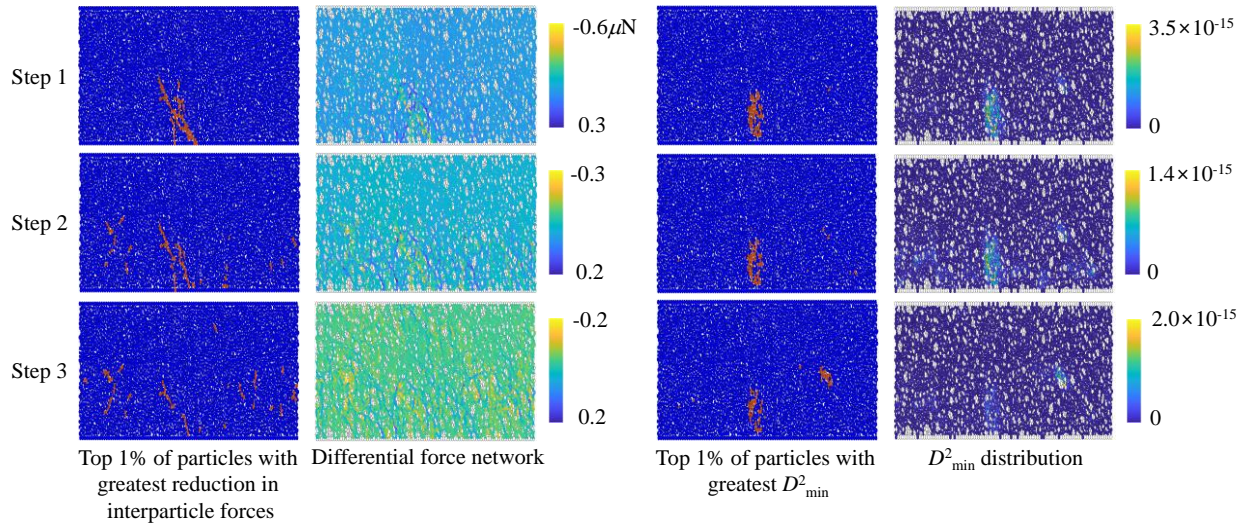 -0.6μN
3.5×10⁻¹⁵
Step 1
0.3
0
-0.3
1.4×10⁻¹⁵
Step 2
0.2
0
-0.2
2.0×10⁻¹⁵
Step 3
0.2
0
Top 1% of particles with
greatest reduction in
interparticle forces
Differential force network
Top 1% of particles with
greatest D²min
D²min distribution